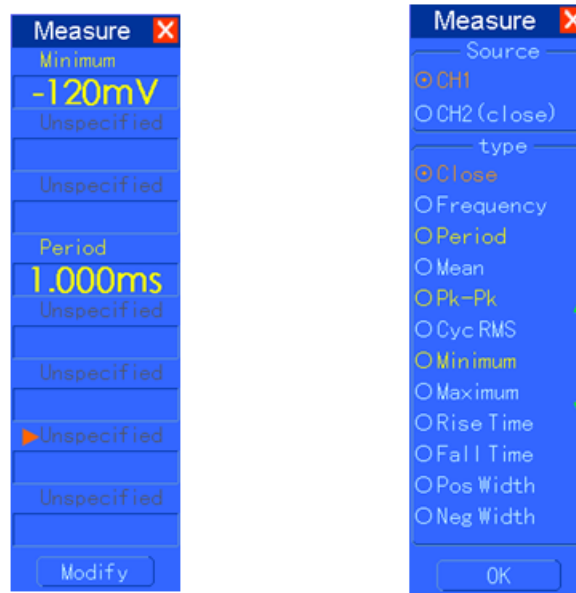 Measure X
Minimum
-120mV
Unspecified
Unspecified
Period
1.000ms
Unspecified
Unspecified
Unspecified
Unspecified
Modify
Measure X
Source
CH1
CH2(close)
type
Close
Frequency
Period
Mean
Pk-Pk
Cyc RMS
Minimum
Maximum
Rise Time
Fall Time
Pos Width
Neg Width
OK